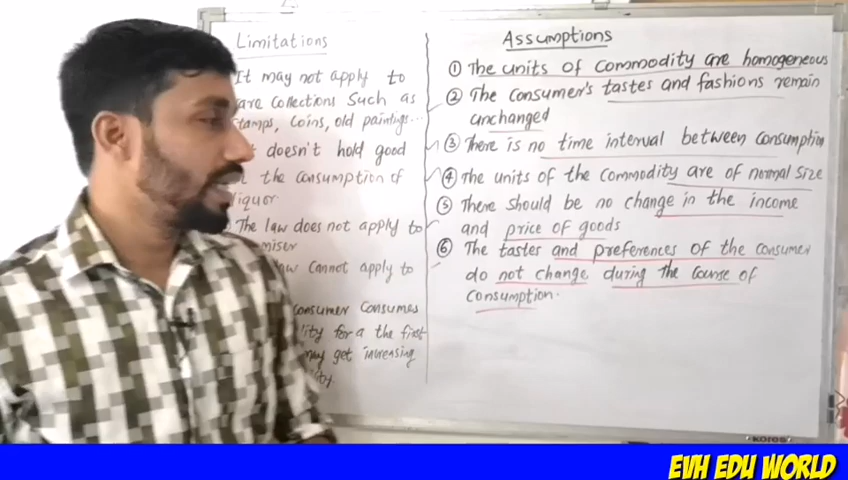 Limitations
It may not apply to
are collections such as
stamps, coins, old paintings...
doesn't hold good
the consumption of
liquor
The law does not apply to
miser
cannot apply to
consumer consumes
for a the first
may get increasing
Assumptions
① The units of commodity are homogeneous
② The consumer's tastes and fashions remain
unchanged
③ There is no time interval between consumption
④ The units of the commodity are of normal size
⑤ There should be no change in the income
and price of goods
⑥ The tastes and preferences of the consumer
do not change during the course of
consumption.
kores
EVH EDU WORLD